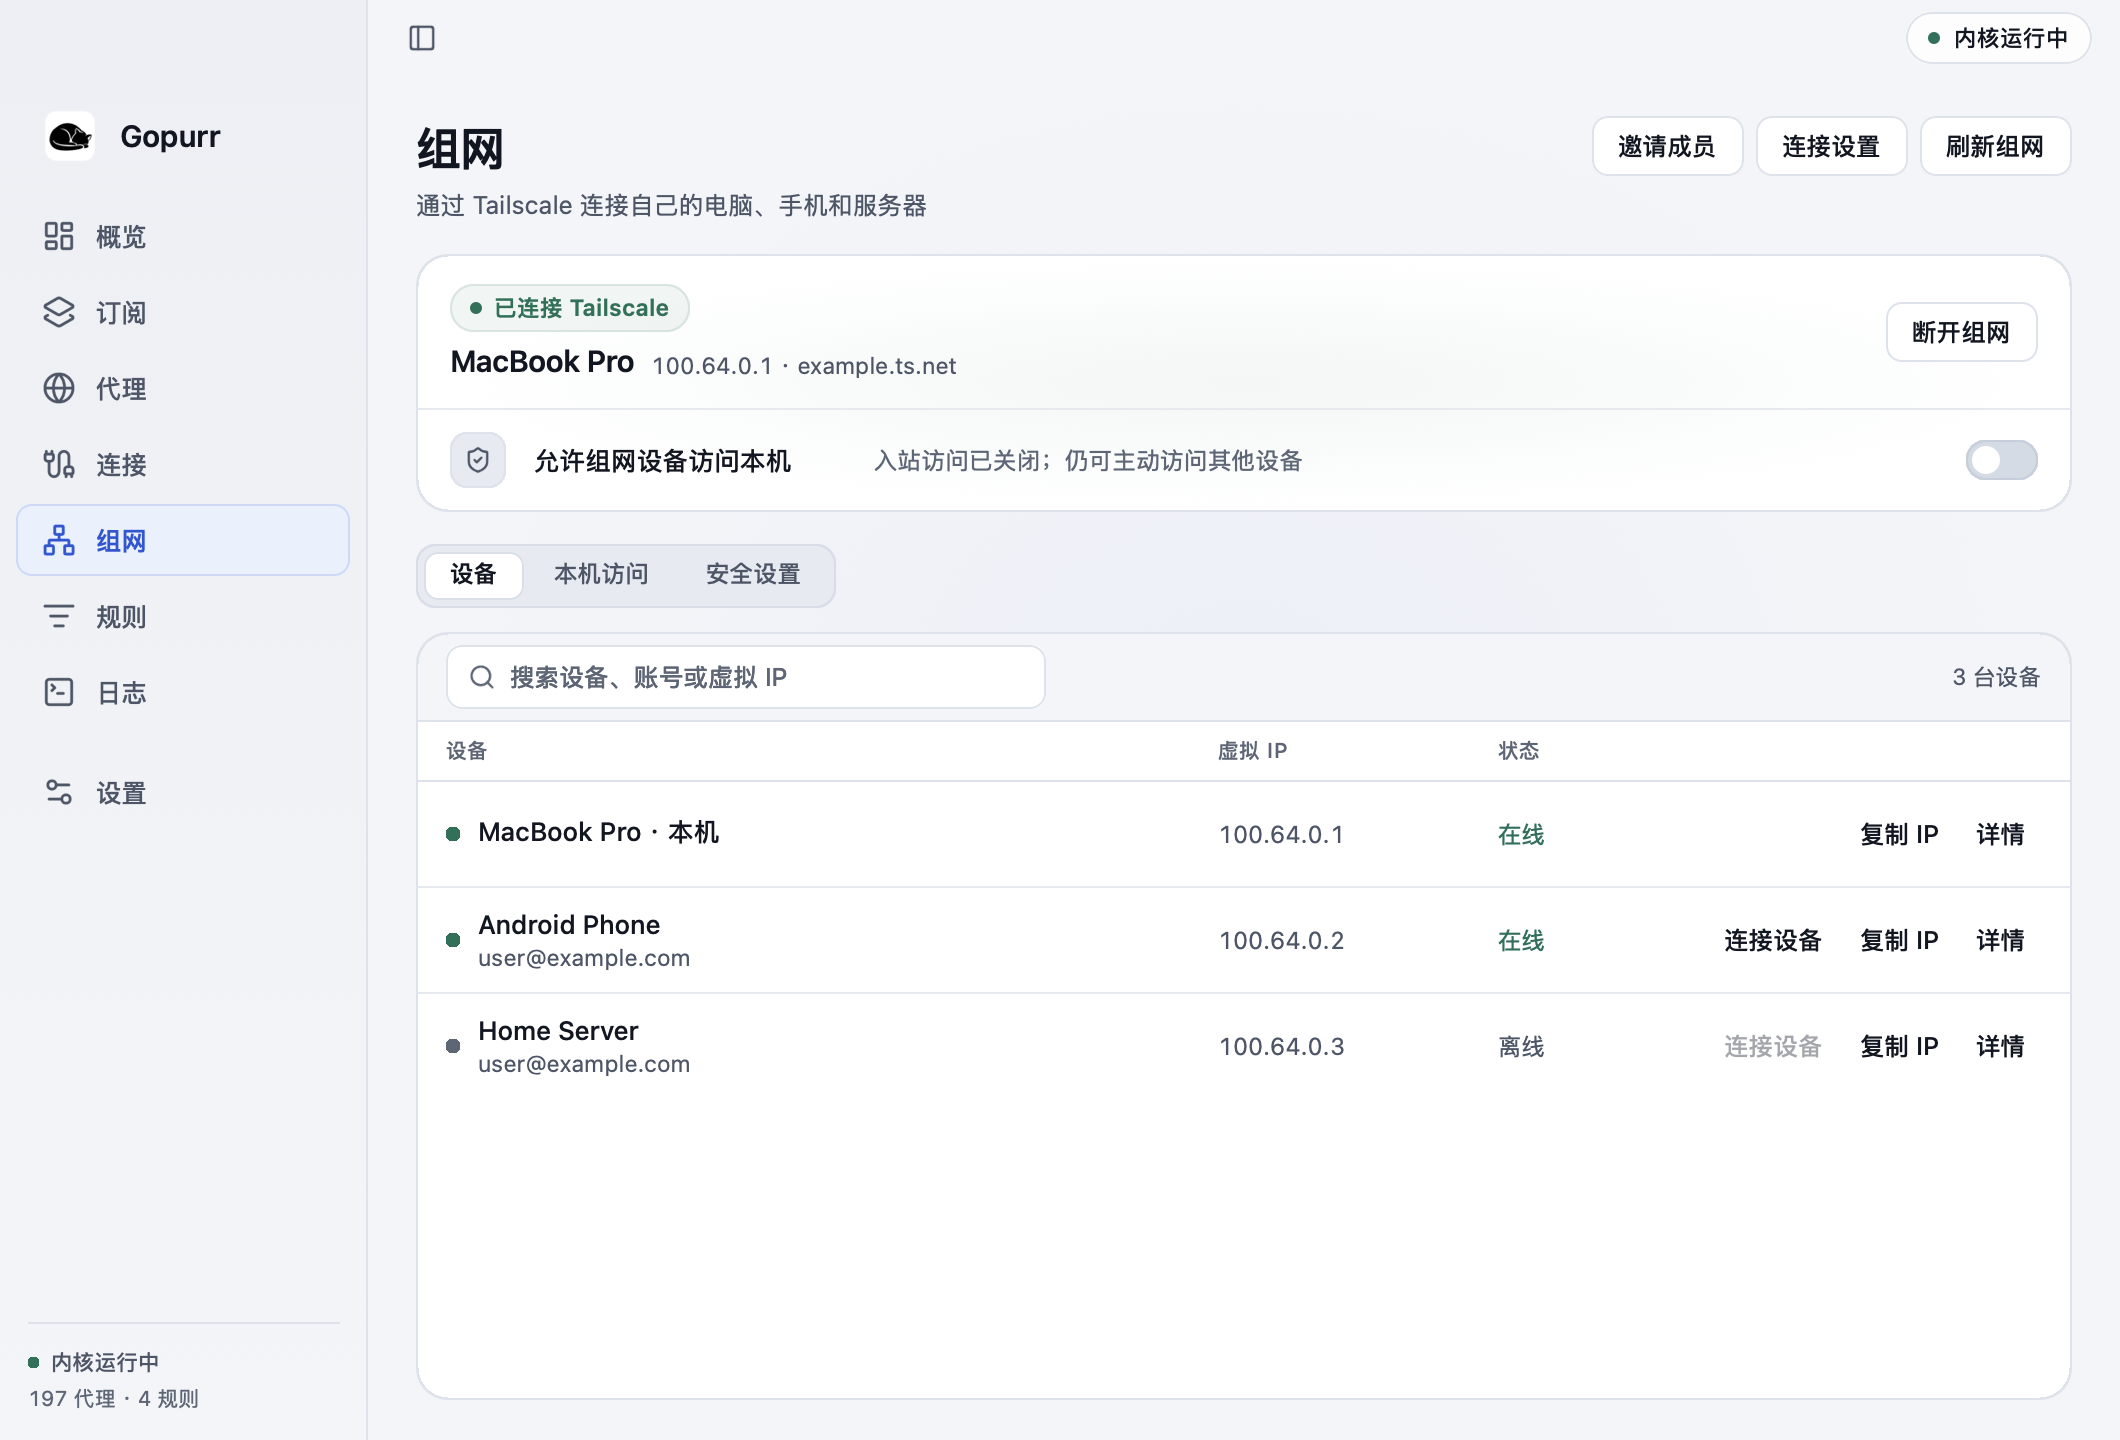 内核运行中
Gopurr
概览
订阅
代理
连接
组网
规则
日志
设置
内核运行中
197 代理 · 4 规则
组网
通过 Tailscale 连接自己的电脑、手机和服务器
邀请成员 连接设置 刷新组网
已连接 Tailscale
MacBook Pro 100.64.0.1 · example.ts.net
断开组网
允许组网设备访问本机 入站访问已关闭；仍可主动访问其他设备
设备 本机访问 安全设置
搜索设备、账号或虚拟 IP 3 台设备
设备 虚拟 IP 状态
MacBook Pro · 本机 100.64.0.1 在线 复制 IP 详情
Android Phone
user@example.com
100.64.0.2 在线 连接设备 复制 IP 详情
Home Server
user@example.com
100.64.0.3 离线 连接设备 复制 IP 详情